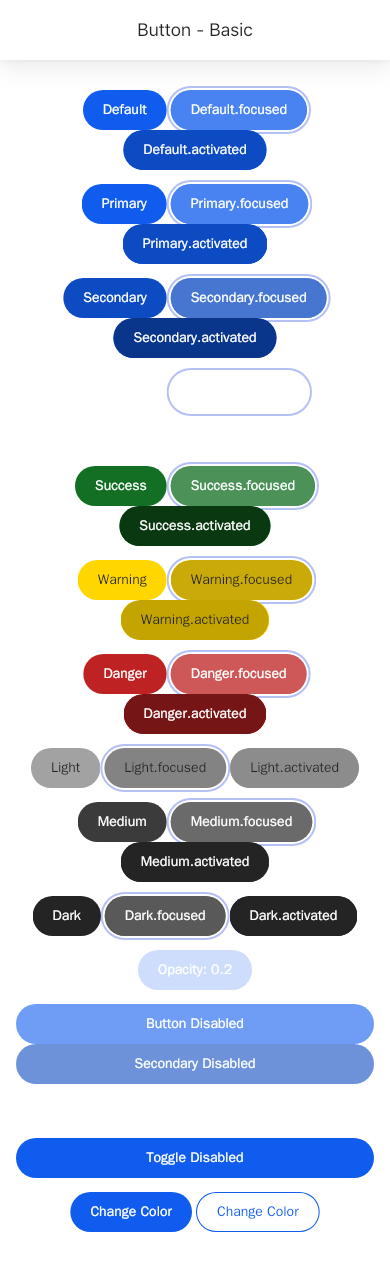 Button - Basic
Default Default.focused
Default.activated
Primary Primary.focused
Primary.activated
Secondary Secondary.focused
Secondary.activated
Success Success.focused
Success.activated
Warning Warning.focused
Warning.activated
Danger Danger.focused
Danger.activated
Light Light.focused Light.activated
Medium Medium.focused
Medium.activated
Dark Dark.focused Dark.activated
Opacity: 0.2
Button Disabled
Secondary Disabled
Toggle Disabled
Change Color Change Color